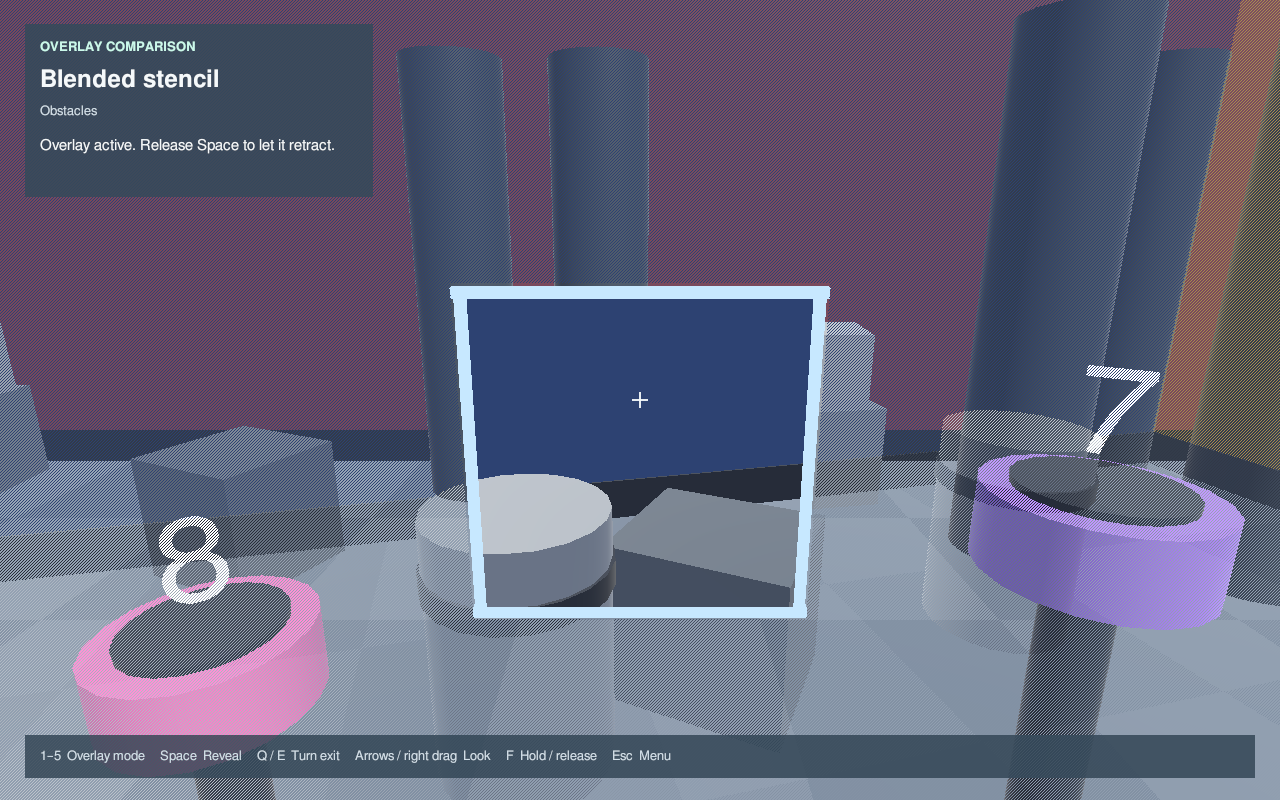 OVERLAY COMPARISON
Blended stencil
Obstacles
Overlay active. Release Space to let it retract.
7
8
1–5 Overlay mode Space Reveal Q / E Turn exit Arrows / right drag Look F Hold / release Esc Menu